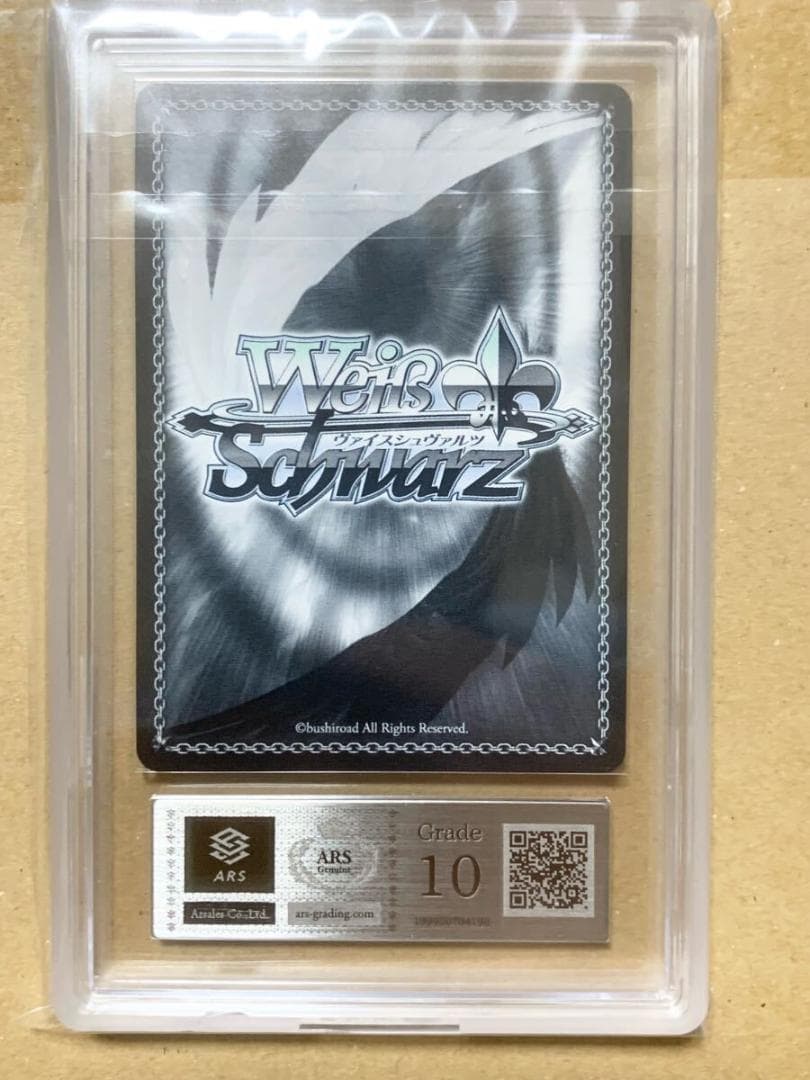 Weiß
ヴァイスシュヴァルツ
Schwarz
©bushiroad All Rights Reserved.
ARS
Arsales Co.,Ltd.
ARS
Genuine
ars-grading.com
Grade
10